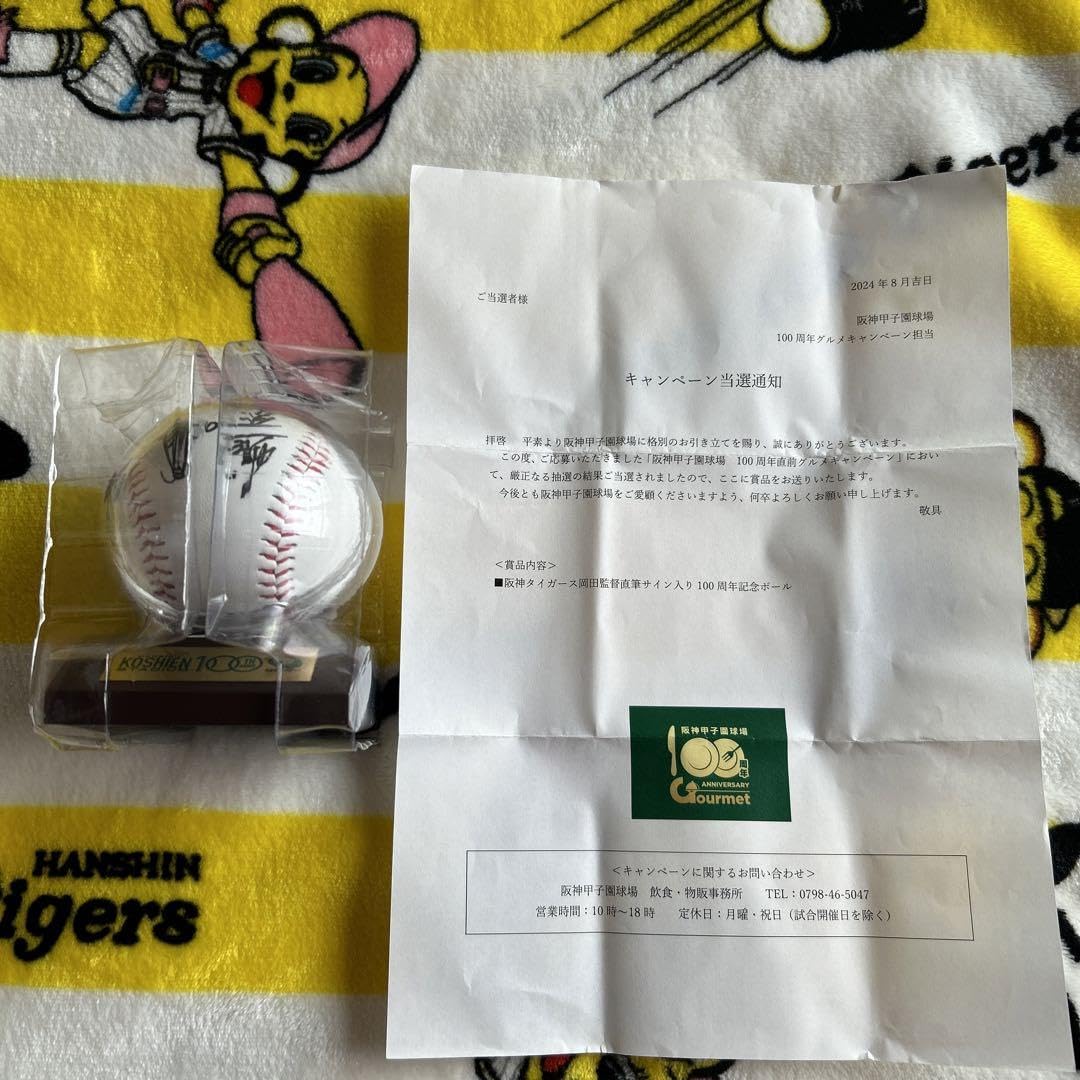 Tigers
2024年8月吉日
ご当選者様
阪神甲子園球場
100周年グルメキャンペーン担当
キャンペーン当選通知
拝啓 平素より阪神甲子園球場に格別のお引き立てを賜り、誠にありがとうございます。
この度、ご応募いただきました「阪神甲子園球場 100周年直前グルメキャンペーン」におい
て、厳正なる抽選の結果ご当選されましたので、ここに賞品をお送りいたします。
今後とも阪神甲子園球場をご愛顧くださいますよう、何卒よろしくお願い申し上げます。
敬具
＜賞品内容＞
■阪神タイガース岡田監督直筆サイン入り100周年記念ボール
KOSHIEN 100TH
阪神甲子園球場
100周年
ANNIVERSARY
Gourmet
＜キャンペーンに関するお問い合わせ＞
阪神甲子園球場 飲食・物販事務所 TEL：0798-46-5047
営業時間：10時～18時 定休日：月曜・祝日（試合開催日を除く）
HANSHIN
Tigers